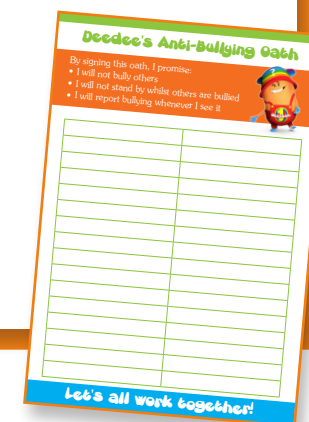 Deedee's Anti-Bullying Oath
By signing this oath, I promise:
• I will not bully others
• I will not stand by whilst others are bullied
• I will report bullying whenever I see it
Let's all work together!